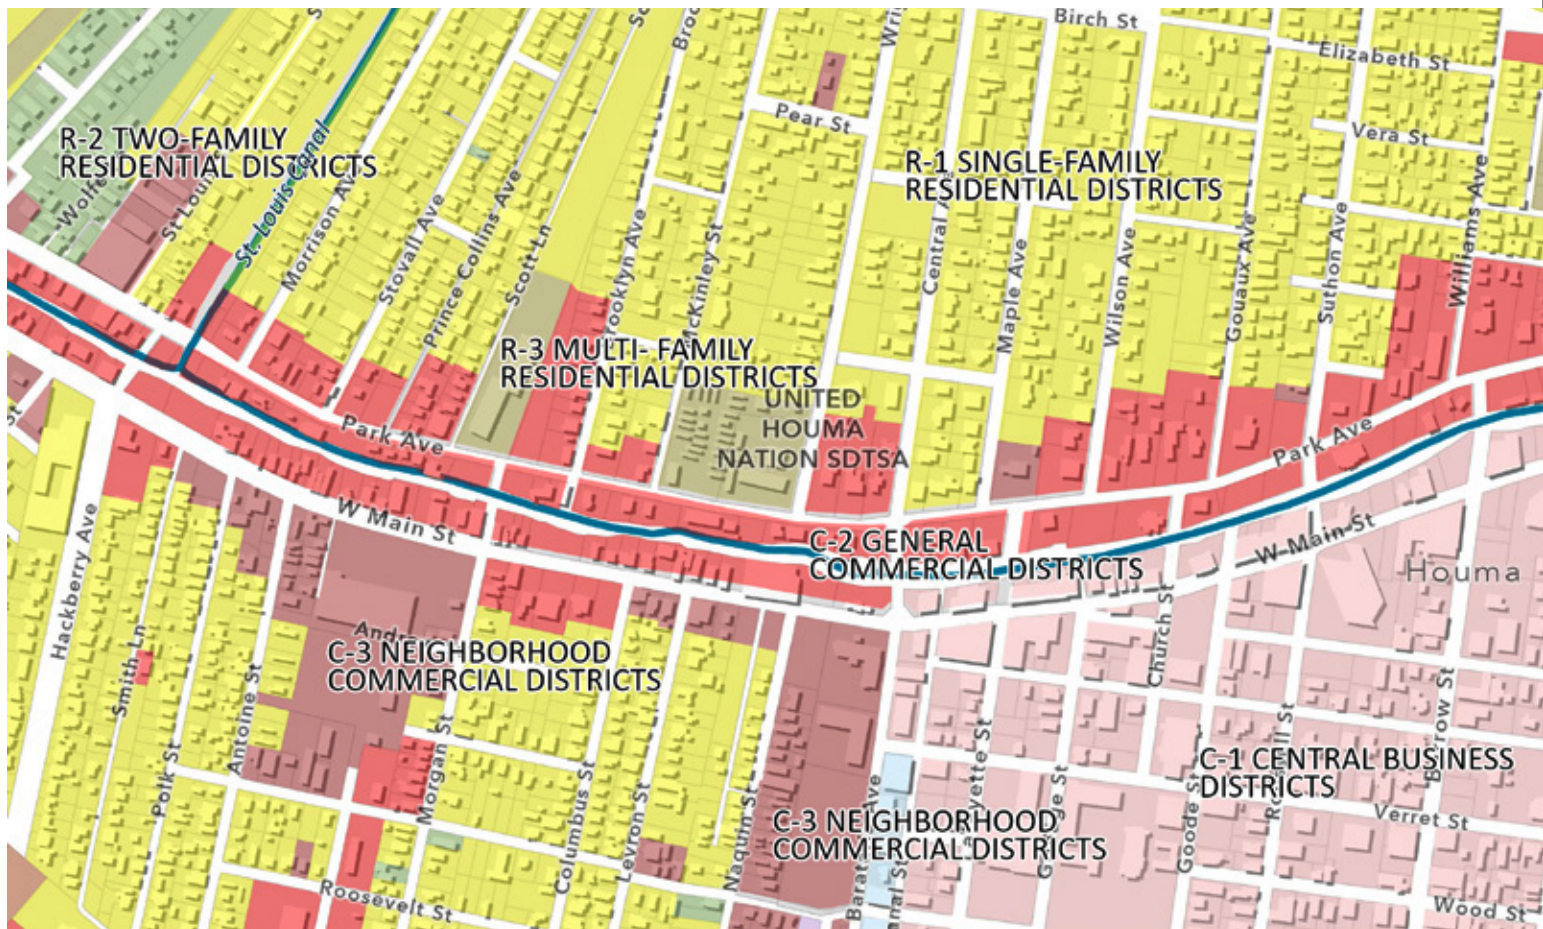 Birch St
Elizabeth St
Pear St
Vera St
R-2 TWO-FAMILY
RESIDENTIAL DISTRICTS
R-1 SINGLE-FAMILY
RESIDENTIAL DISTRICTS
St. Louis Canal
Morrison Ave
Stovall Ave
Prince Collins Ave
Scott Ln
Brooklyn Ave
McKinley St
Maple Ave
Wilson Ave
Gouaux Ave
Suthon Ave
Williams Ave
R-3 MULTI- FAMILY
RESIDENTIAL DISTRICTS
UNITED
HOUMA
NATION SDTSA
Park Ave
Park Ave
W Main St
W Main St
C-2 GENERAL
COMMERCIAL DISTRICTS
Houma
Hackberry Ave
Smith Ln
Polk St
Antoine St
C-3 NEIGHBORHOOD
COMMERCIAL DISTRICTS
Morgan St
Columbus St
Levron St
Naquin St
Church St
C-1 CENTRAL BUSINESS
DISTRICTS
C-3 NEIGHBORHOOD
COMMERCIAL DISTRICTS
Goode St
Verret St
Roosevelt St
Wood St